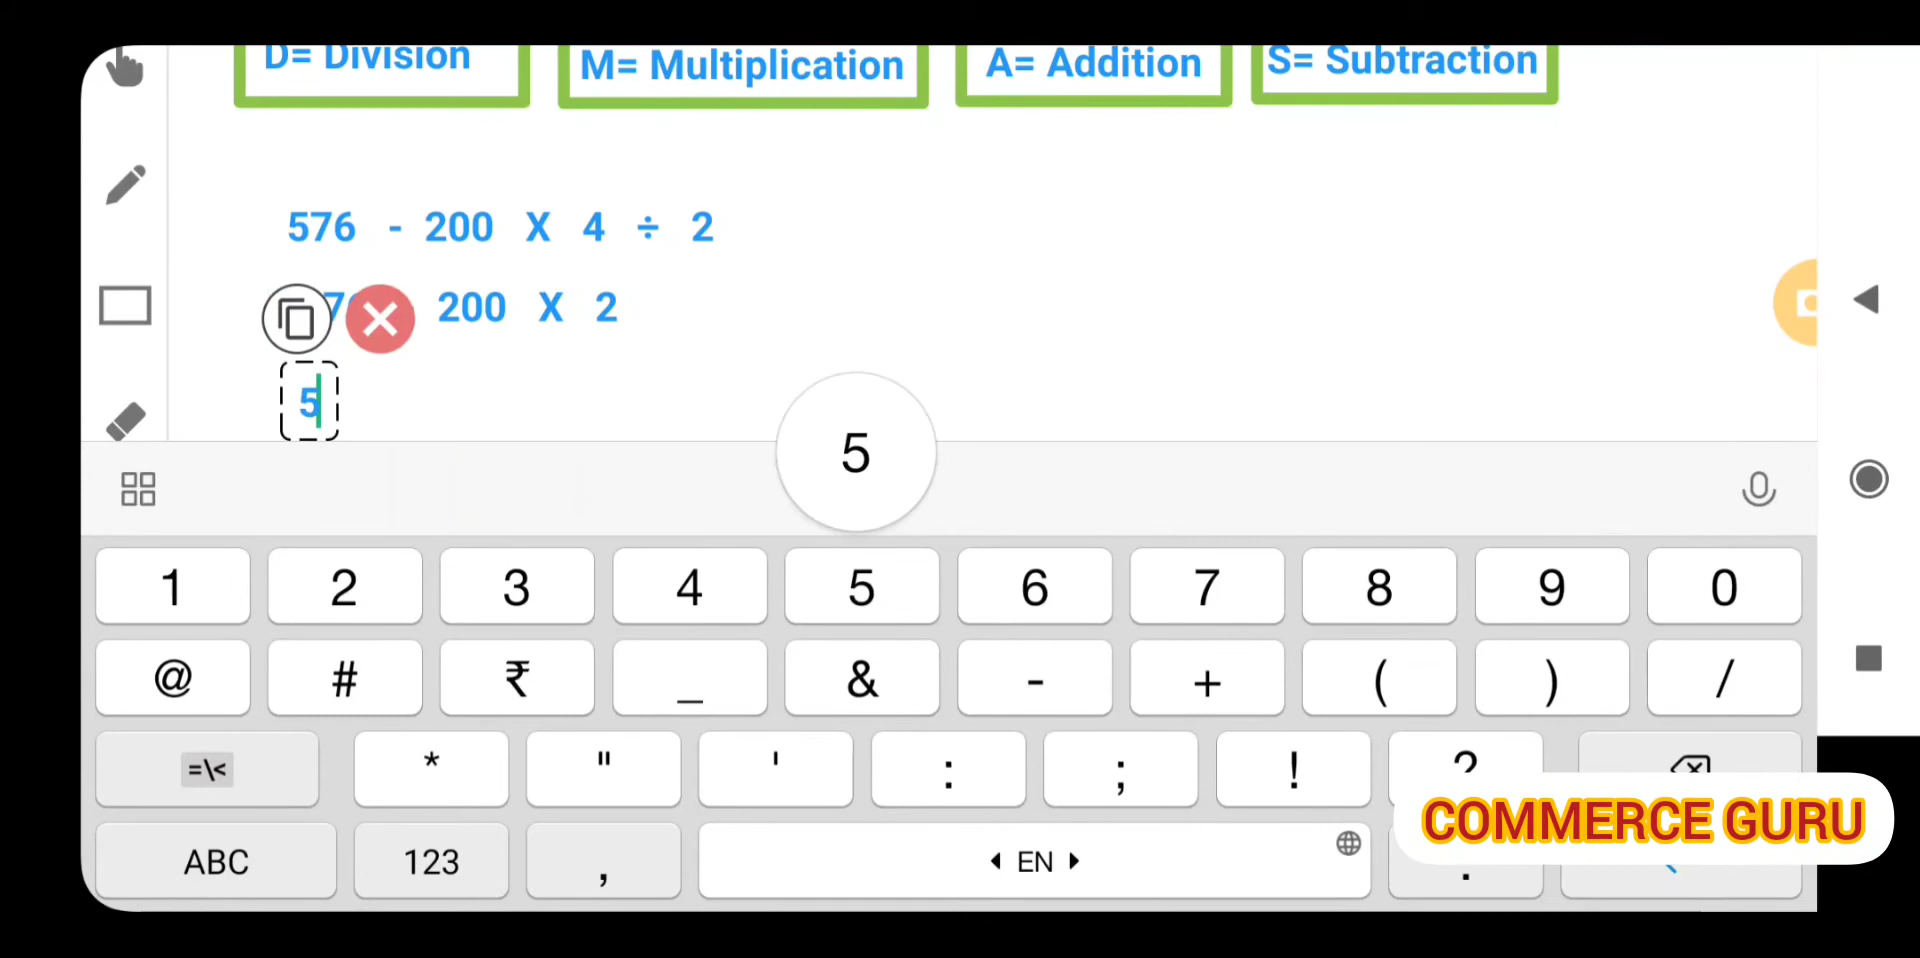 D= Division M= Multiplication A= Addition S= Subtraction
576 - 200 X 4 ÷ 2
200 X 2
5
5
1 2 3 4 5 6 7 8 9 0
@ # ₹ _ & - + ( ) /
=\< * " ' : ; ! ?
COMMERCE GURU
ABC 123 , EN .